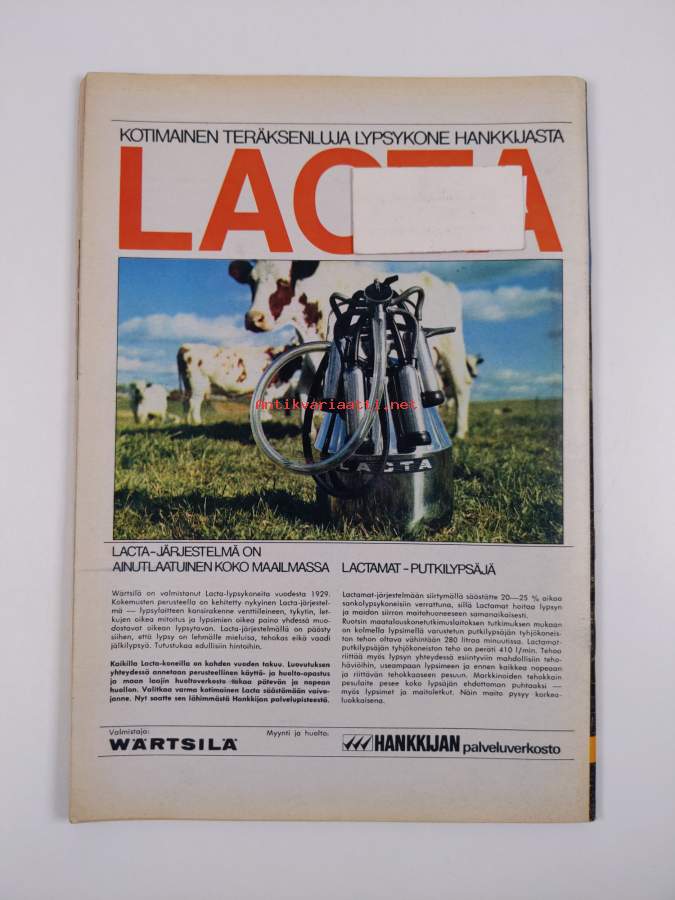 KOTIMAINEN TERÄKSENLUJA LYPSYKONE HANKKIJASTA
LACTA
Antikvariaatti.net
LACTA
LACTA-JÄRJESTELMÄ ON
AINUTLAATUINEN KOKO MAAILMASSA
Wärtsilä on valmistanut Lacta-lypsykoneita vuodesta 1929.
Kokemusten perusteella on kehitetty nykyinen Lacta-järjestel-
mä — lypsylaitteen kansirakenne venttiileineen, tykytin, let-
kujen oikea mitoitus ja lypsimien oikea paino yhdessä muo-
dostavat oikean lypsytavan. Lacta-järjestelmällä on päästy
siihen, että lypsy on lehmälle mieluisa, tehokas eikä vaadi
jälkilypsyä. Tutustukaa edullisiin hintoihin.
Kaikilla Lacta-koneilla on kahden vuoden takuu. Luovutuksen
yhteydessä annetaan perusteellinen käyttö- ja huolto-opastus
ja maan laajin huoltoverkosto takaa pätevän ja nopean
huollon. Valitkaa varma kotimainen Lacta säästämään vaivo-
janne. Nyt saatte sen lähimmästä Hankkijan palvelupisteestä.
LACTAMAT - PUTKILYPSÄJÄ
Lactamat-järjestelmään siirtymällä säästätte 20—25 % aikaa
sankolypsykoneisiin verrattuna, sillä Lactamat hoitaa lypsyn
ja maidon siirron maitohuoneeseen samanaikaisesti.
Ruotsin maatalouskonetutkimuslaitoksen tutkimuksen mukaan
on kolmella lypsimellä varustetun putkilypsäjän tyhjökoneis-
ton tehon oltava vähintään 280 litraa minuutissa. Lactamat-
putkilypsäjän tyhjökoneiston teho on peräti 410 l/min. Tehoa
riittää myös lypsyn yhteydessä esiintyviin mahdollisiin teho-
häviöihin, useampaan lypsimeen ja ennen kaikkea nopeaan
ja riittävän tehokkaaseen pesuun. Markkinoiden tehokkain
pesulaite pesee koko lypsäjän ehdottoman puhtaaksi —
myös lypsimet ja maitoletkut. Näin maito pysyy korkea-
luokkaisena.
Valmistaja:
WÄRTSILÄ
Myynti ja huolto:
HANKKIJAN palveluverkosto